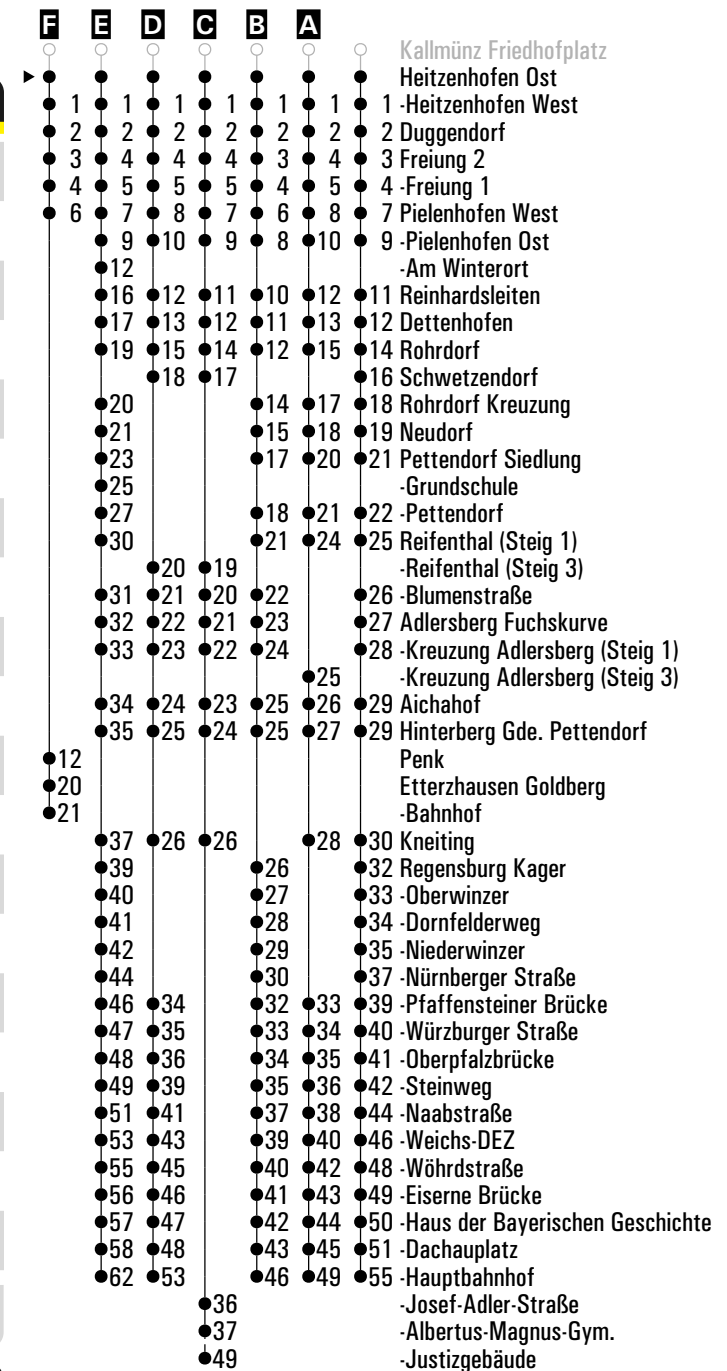 F E D C B A
Kallmünz Friedhofplatz
Heitzenhofen Ost
1 1 1 1 1 1 1 -Heitzenhofen West
2 2 2 2 2 2 2 Duggendorf
3 4 4 4 3 4 3 Freiung 2
4 5 5 5 4 5 4 -Freiung 1
6 7 8 7 6 8 7 Pielenhofen West
9 10 9 8 10 9 -Pielenhofen Ost
12 -Am Winterort
16 12 11 10 12 11 Reinhardsleiten
17 13 12 11 13 12 Dettenhofen
19 15 14 12 15 14 Rohrdorf
18 17 16 Schwetzendorf
20 14 17 18 Rohrdorf Kreuzung
21 15 18 19 Neudorf
23 17 20 21 Pettendorf Siedlung
25 -Grundschule
27 18 21 22 -Pettendorf
30 21 24 25 Reifenthal (Steig 1)
20 19 -Reifenthal (Steig 3)
31 21 20 22 26 -Blumenstraße
32 22 21 23 27 Adlersberg Fuchskurve
33 23 22 24 28 -Kreuzung Adlersberg (Steig 1)
25 -Kreuzung Adlersberg (Steig 3)
34 24 23 25 26 29 Aichahof
35 25 24 25 27 29 Hinterberg Gde. Pettendorf
12 Penk
20 Etterzhausen Goldberg
21 -Bahnhof
37 26 26 28 30 Kneiting
39 26 32 Regensburg Kager
40 27 33 -Oberwinzer
41 28 34 -Dornfelderweg
42 29 35 -Niederwinzer
44 30 37 -Nürnberger Straße
46 34 32 33 39 -Pfaffensteiner Brücke
47 35 33 34 40 -Würzburger Straße
48 36 34 35 41 -Oberpfalzbrücke
49 39 35 36 42 -Steinweg
51 41 37 38 44 -Naabstraße
53 43 39 40 46 -Weichs-DEZ
55 45 40 42 48 -Wöhrdstraße
56 46 41 43 49 -Eiserne Brücke
57 47 42 44 50 -Haus der Bayerischen Geschichte
58 48 43 45 51 -Dachauplatz
62 53 46 49 55 -Hauptbahnhof
36 -Josef-Adler-Straße
37 -Albertus-Magnus-Gym.
49 -Justizgebäude